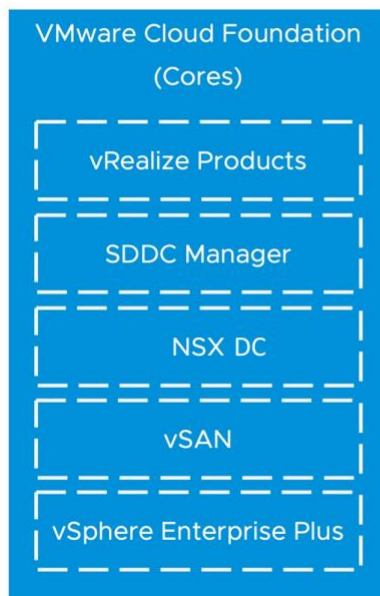 VMware Cloud Foundation
(Cores)
vRealize Products
SDDC Manager
NSX DC
vSAN
vSphere Enterprise Plus